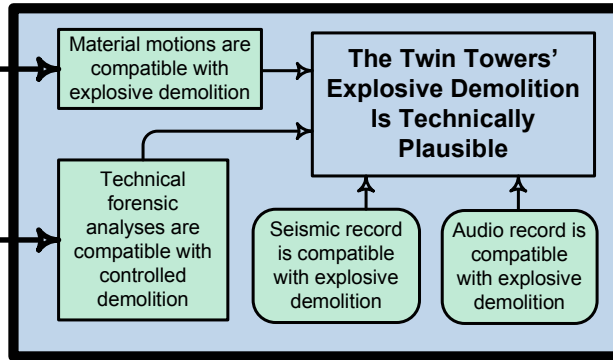 Material motions are
compatible with
explosive demolition
The Twin Towers’
Explosive Demolition
Is Technically
Plausible
Technical
forensic
analyses are
compatible with
controlled
demolition
Seismic record
is compatible
with explosive
demolition
Audio record is
compatible
with explosive
demolition